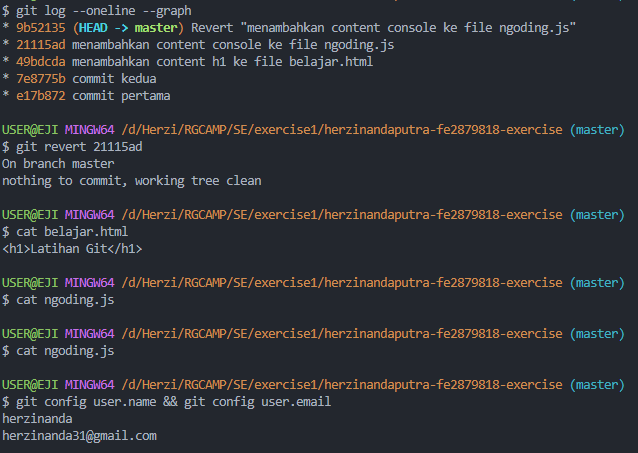 $ git log --oneline --graph
* 9b52135 (HEAD -> master) Revert "menambahkan content console ke file ngoding.js"
* 21115ad menambahkan content console ke file ngoding.js
* 49bdcda menambahkan content h1 ke file belajar.html
* 7e8775b commit kedua
* e17b872 commit pertama
USER@EJI MINGW64 /d/Herzi/RGCAMP/SE/exercise1/herzinandaputra-fe2879818-exercise (master)
$ git revert 21115ad
On branch master
nothing to commit, working tree clean
USER@EJI MINGW64 /d/Herzi/RGCAMP/SE/exercise1/herzinandaputra-fe2879818-exercise (master)
$ cat belajar.html
<h1>Latihan Git</h1>
USER@EJI MINGW64 /d/Herzi/RGCAMP/SE/exercise1/herzinandaputra-fe2879818-exercise (master)
$ cat ngoding.js
USER@EJI MINGW64 /d/Herzi/RGCAMP/SE/exercise1/herzinandaputra-fe2879818-exercise (master)
$ cat ngoding.js
USER@EJI MINGW64 /d/Herzi/RGCAMP/SE/exercise1/herzinandaputra-fe2879818-exercise (master)
$ git config user.name && git config user.email
herzinanda
herzinanda31@gmail.com